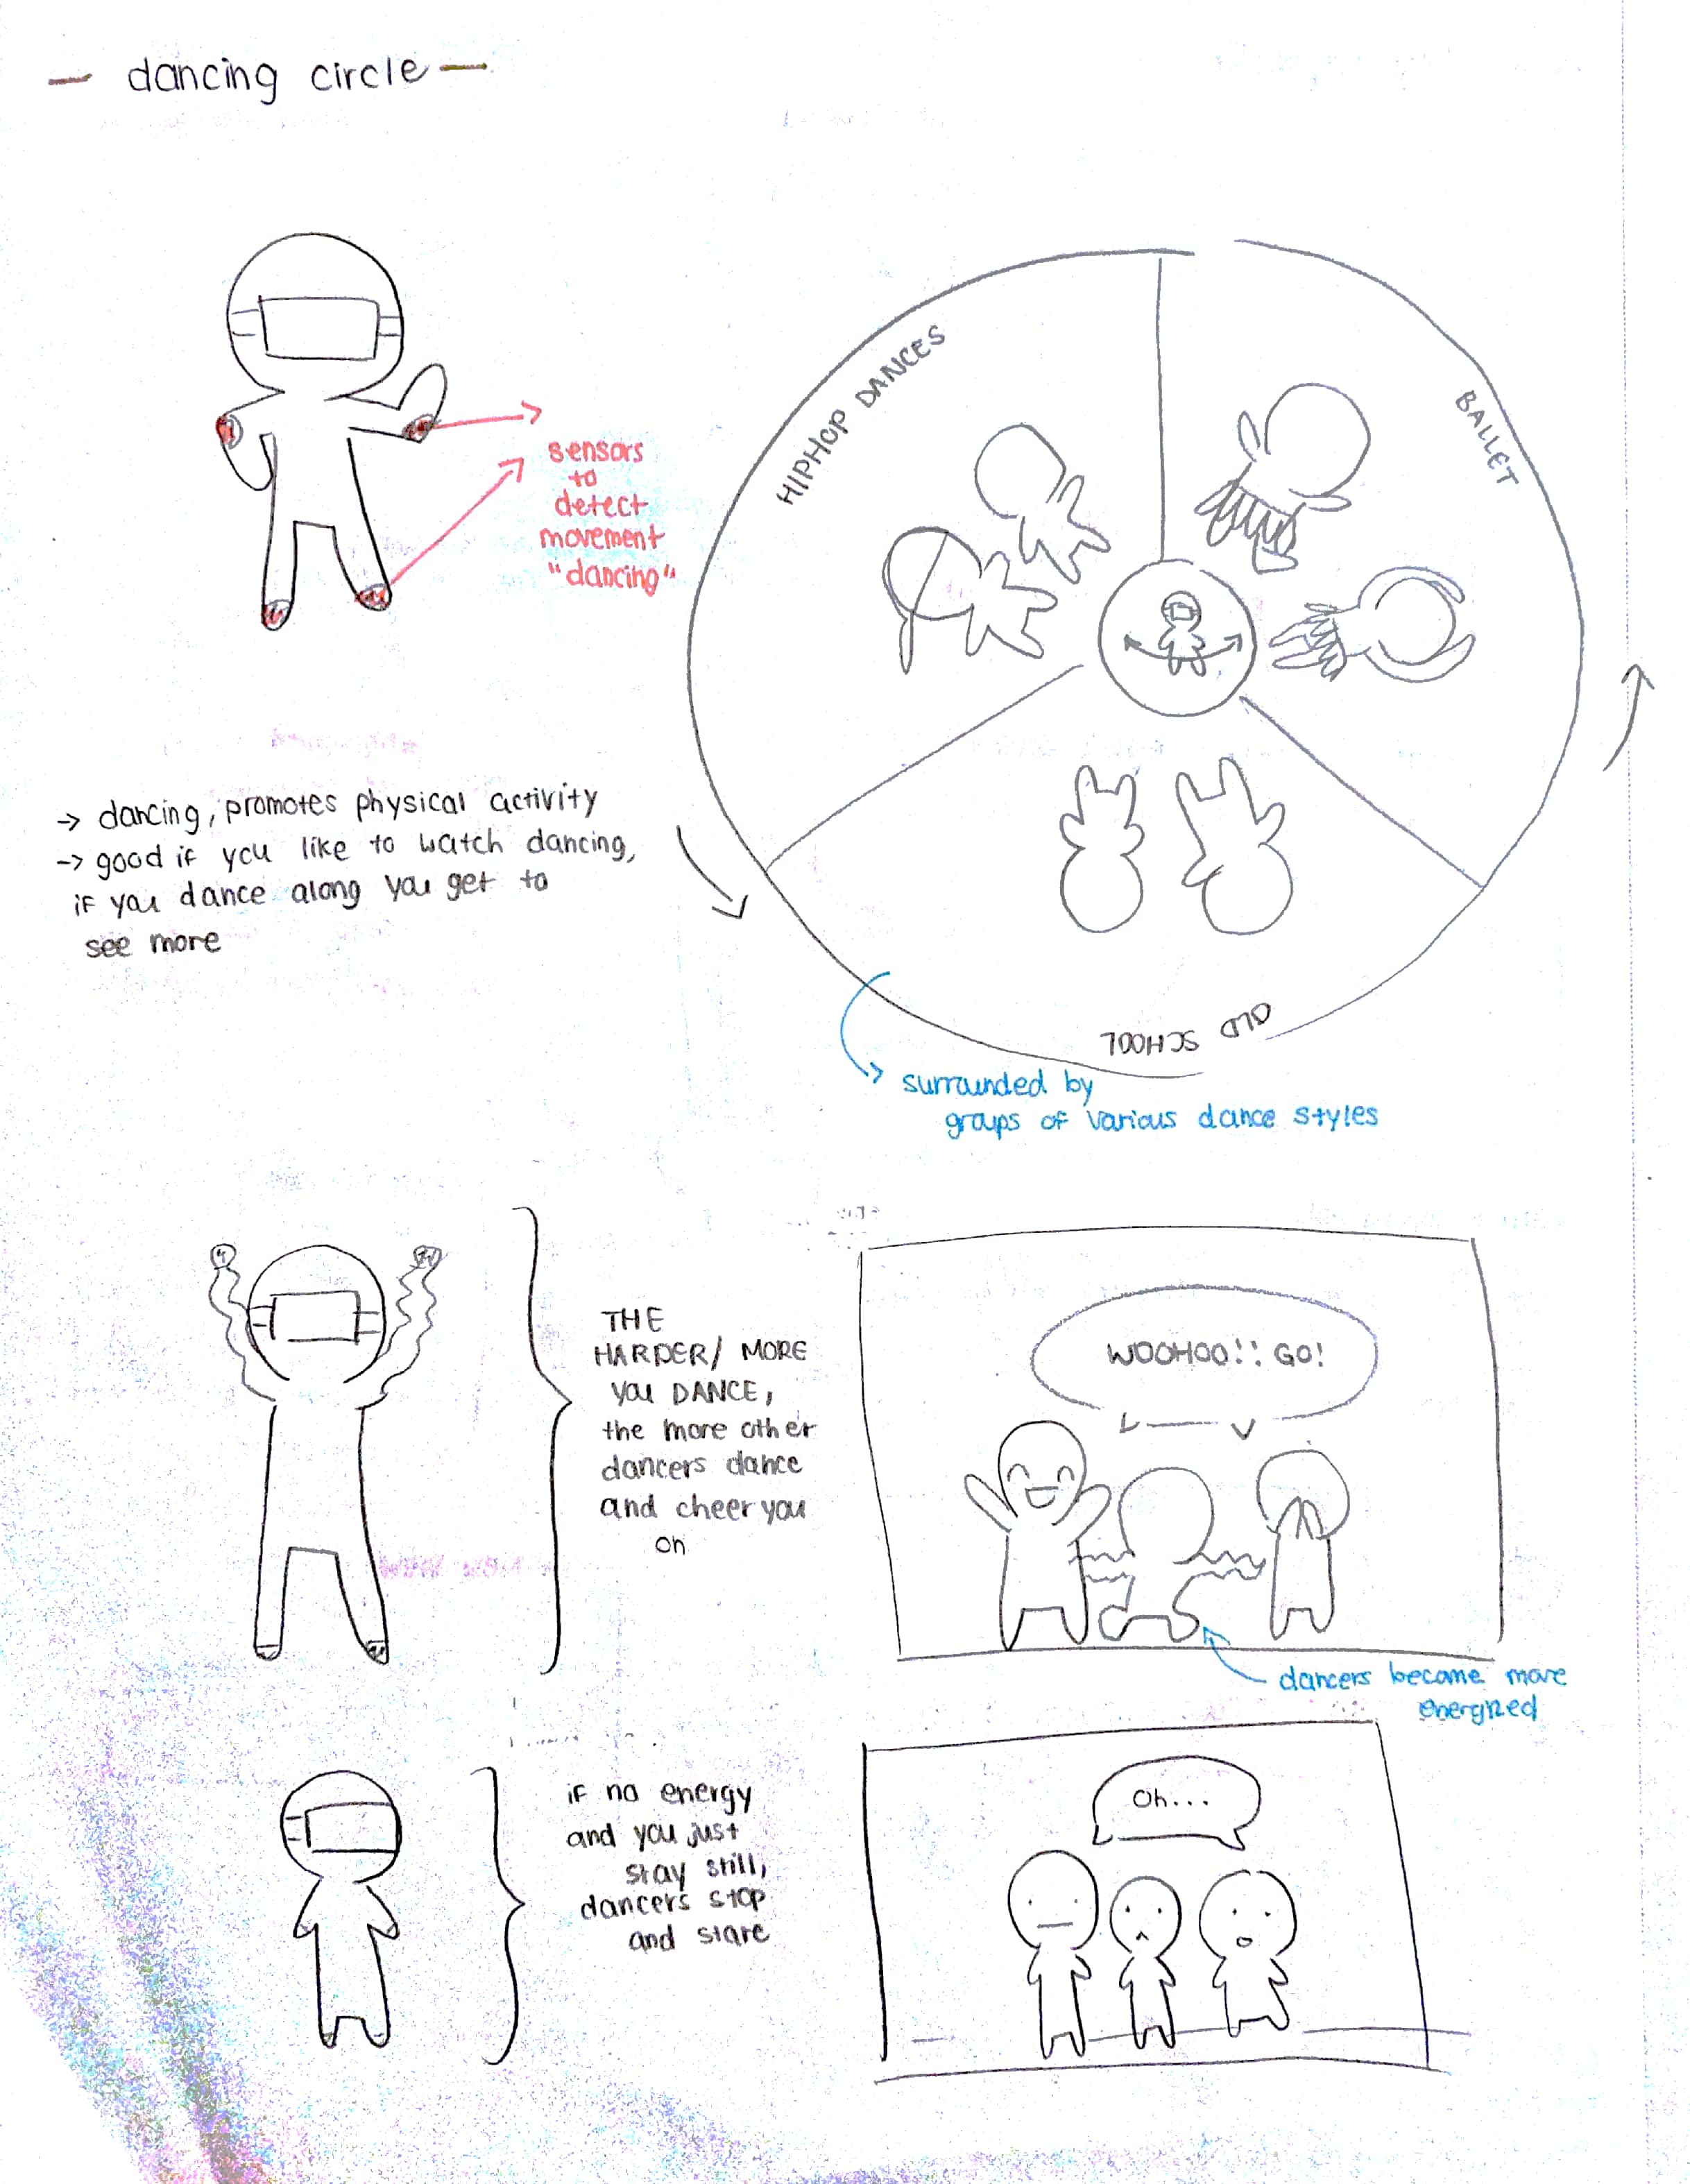 — dancing circle —
sensors
to
detect
movement
"dancing"
HIPHOP DANCES
BALLET
OLD SCHOOL
→ dancing, promotes physical activity
→ good if you like to watch dancing,
if you dance along you get to
see more
surrounded by
groups of various dance styles
THE
HARDER/ MORE
YOU DANCE,
the more other
dancers dance
and cheer you
on
WOOHOO!! GO!
dancers become more
energized
if no energy
and you just
stay still,
dancers stop
and stare
Oh...